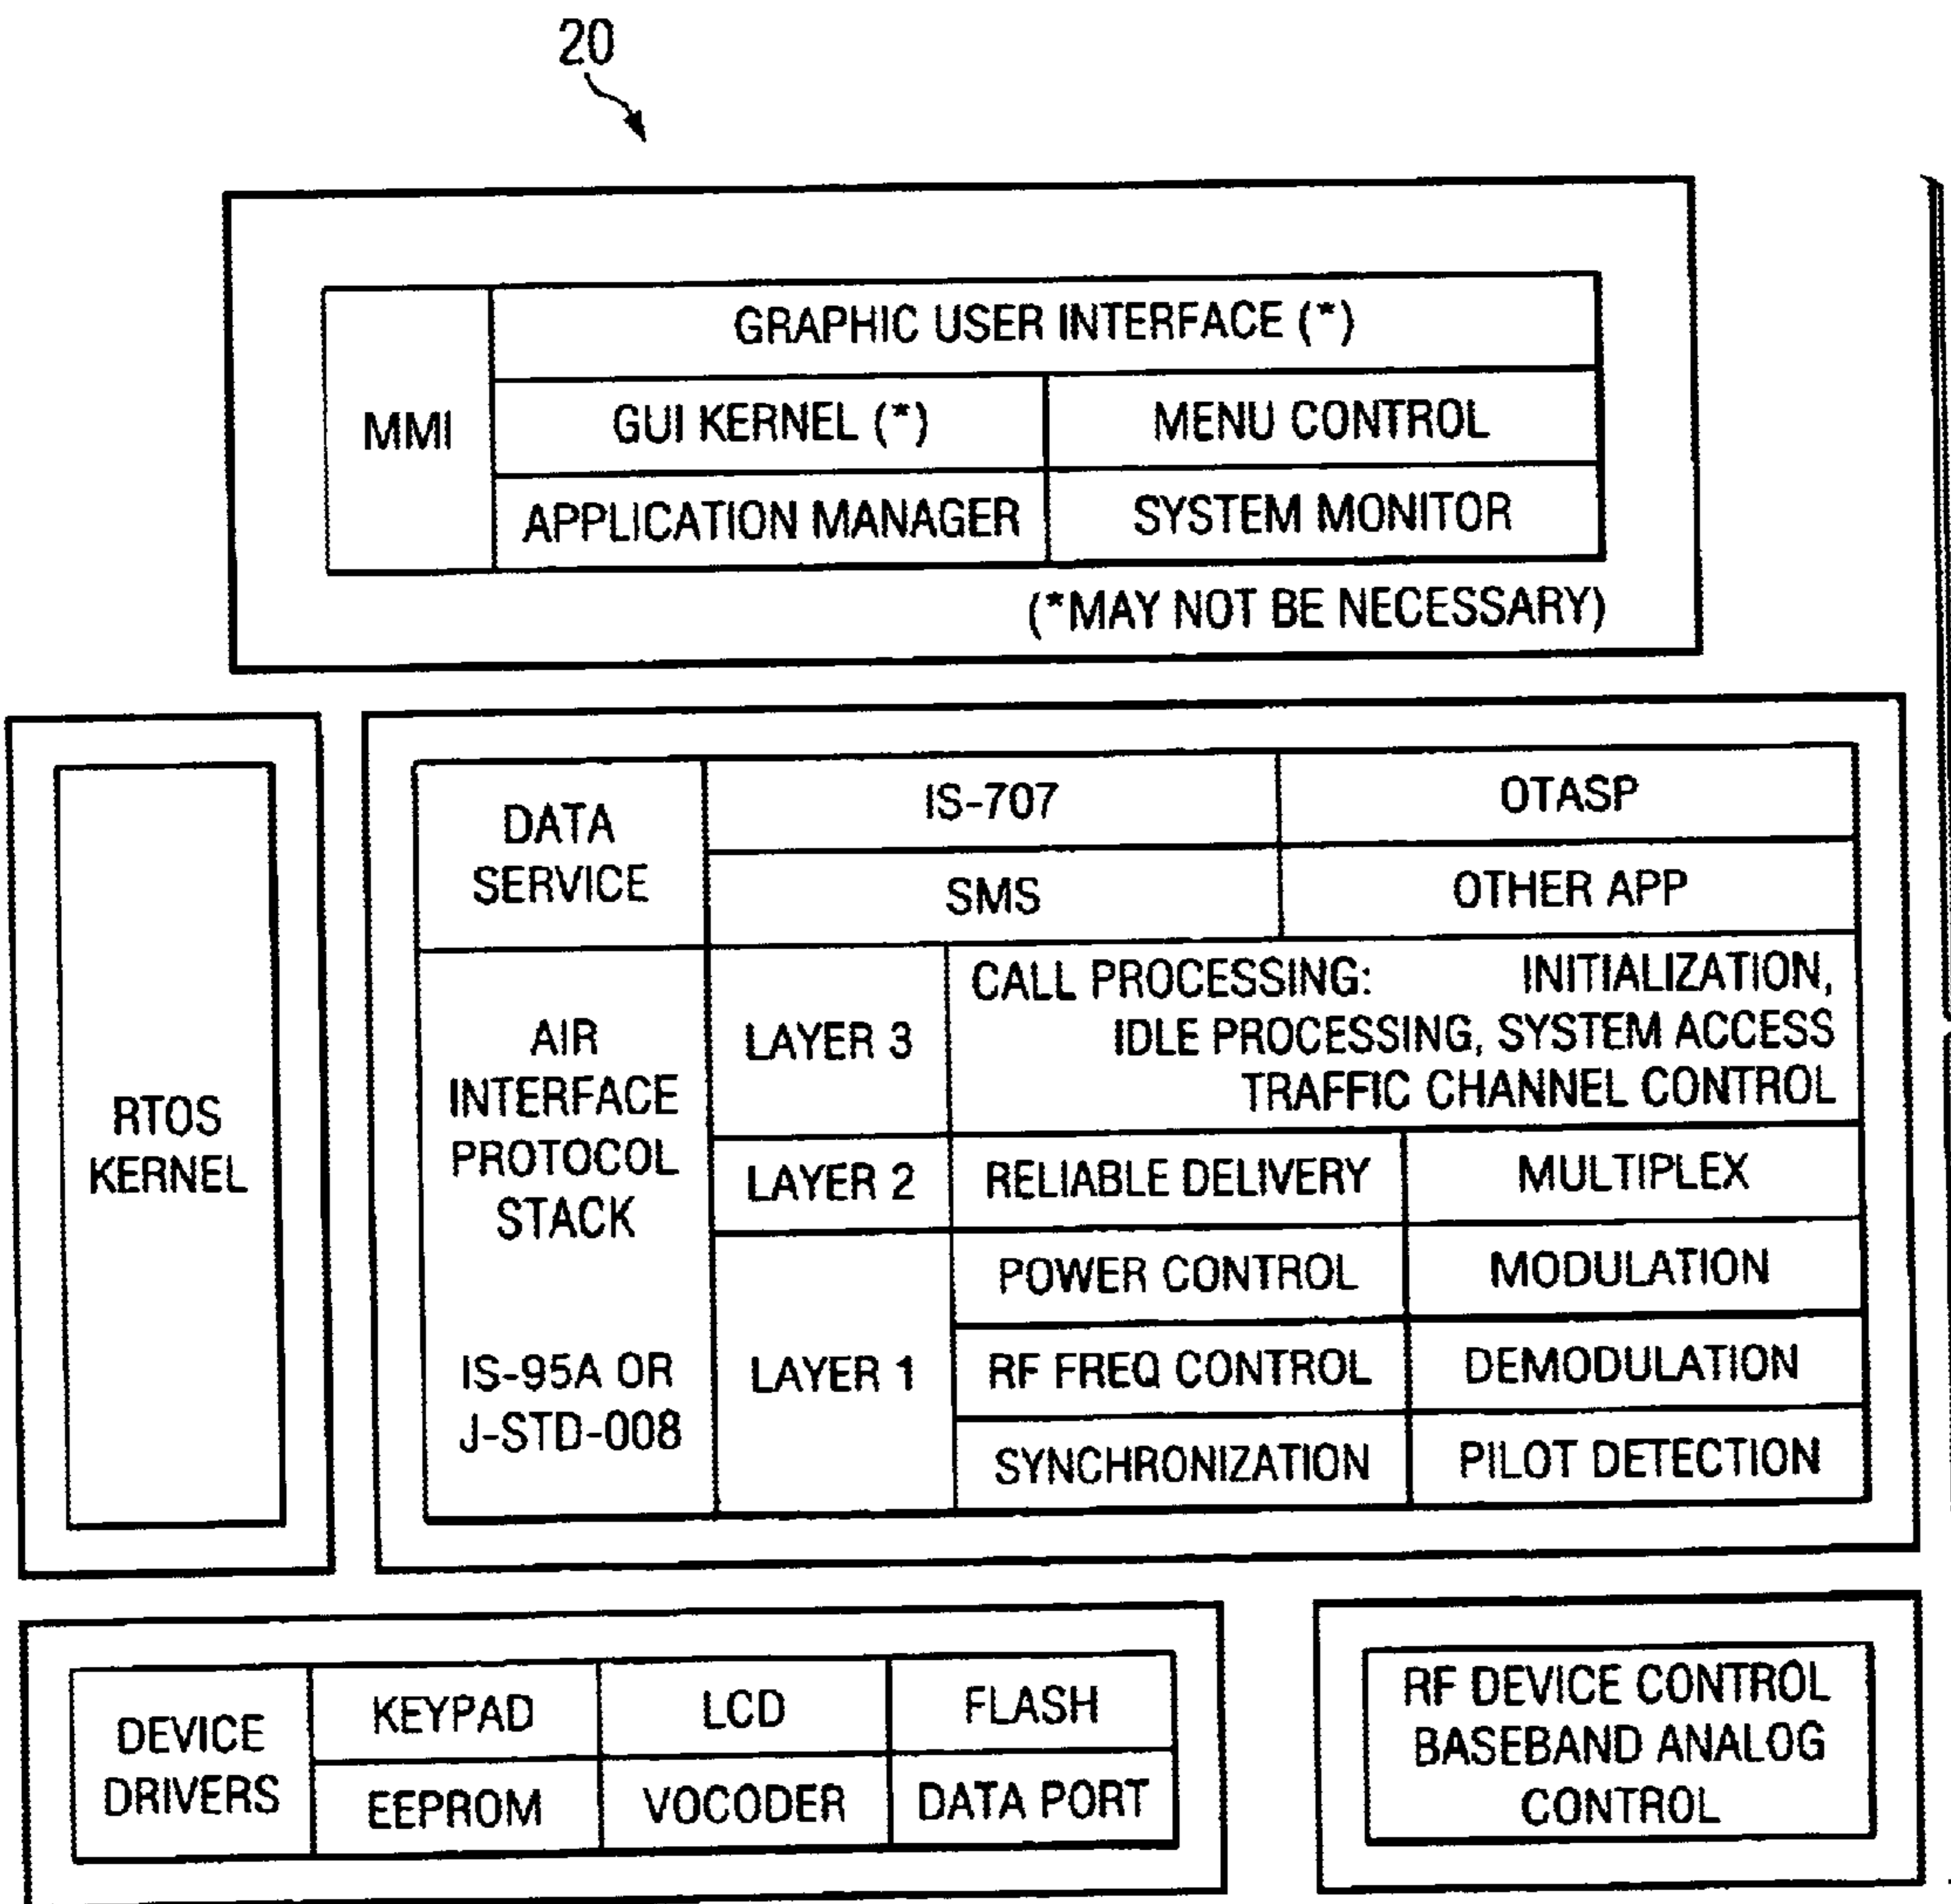 20
GRAPHIC USER INTERFACE (*)
MMI
GUI KERNEL (*)
MENU CONTROL
APPLICATION MANAGER
SYSTEM MONITOR
(*MAY NOT BE NECESSARY)
RTOS
KERNEL
DATA
SERVICE
IS-707
OTASP
SMS
OTHER APP
AIR
INTERFACE
PROTOCOL
STACK
IS-95A OR
J-STD-008
LAYER 3
CALL PROCESSING: INITIALIZATION,
IDLE PROCESSING, SYSTEM ACCESS
TRAFFIC CHANNEL CONTROL
LAYER 2
RELIABLE DELIVERY
MULTIPLEX
LAYER 1
POWER CONTROL
MODULATION
RF FREQ CONTROL
DEMODULATION
SYNCHRONIZATION
PILOT DETECTION
DEVICE
DRIVERS
KEYPAD
LCD
FLASH
EEPROM
VOCODER
DATA PORT
RF DEVICE CONTROL
BASEBAND ANALOG
CONTROL